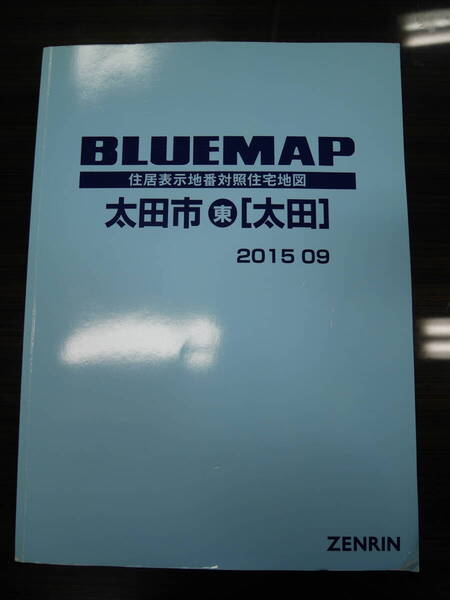 BLUEMAP
住居表示地番対照住宅地図
太田市 東 [太田]
2015 09
ZENRIN